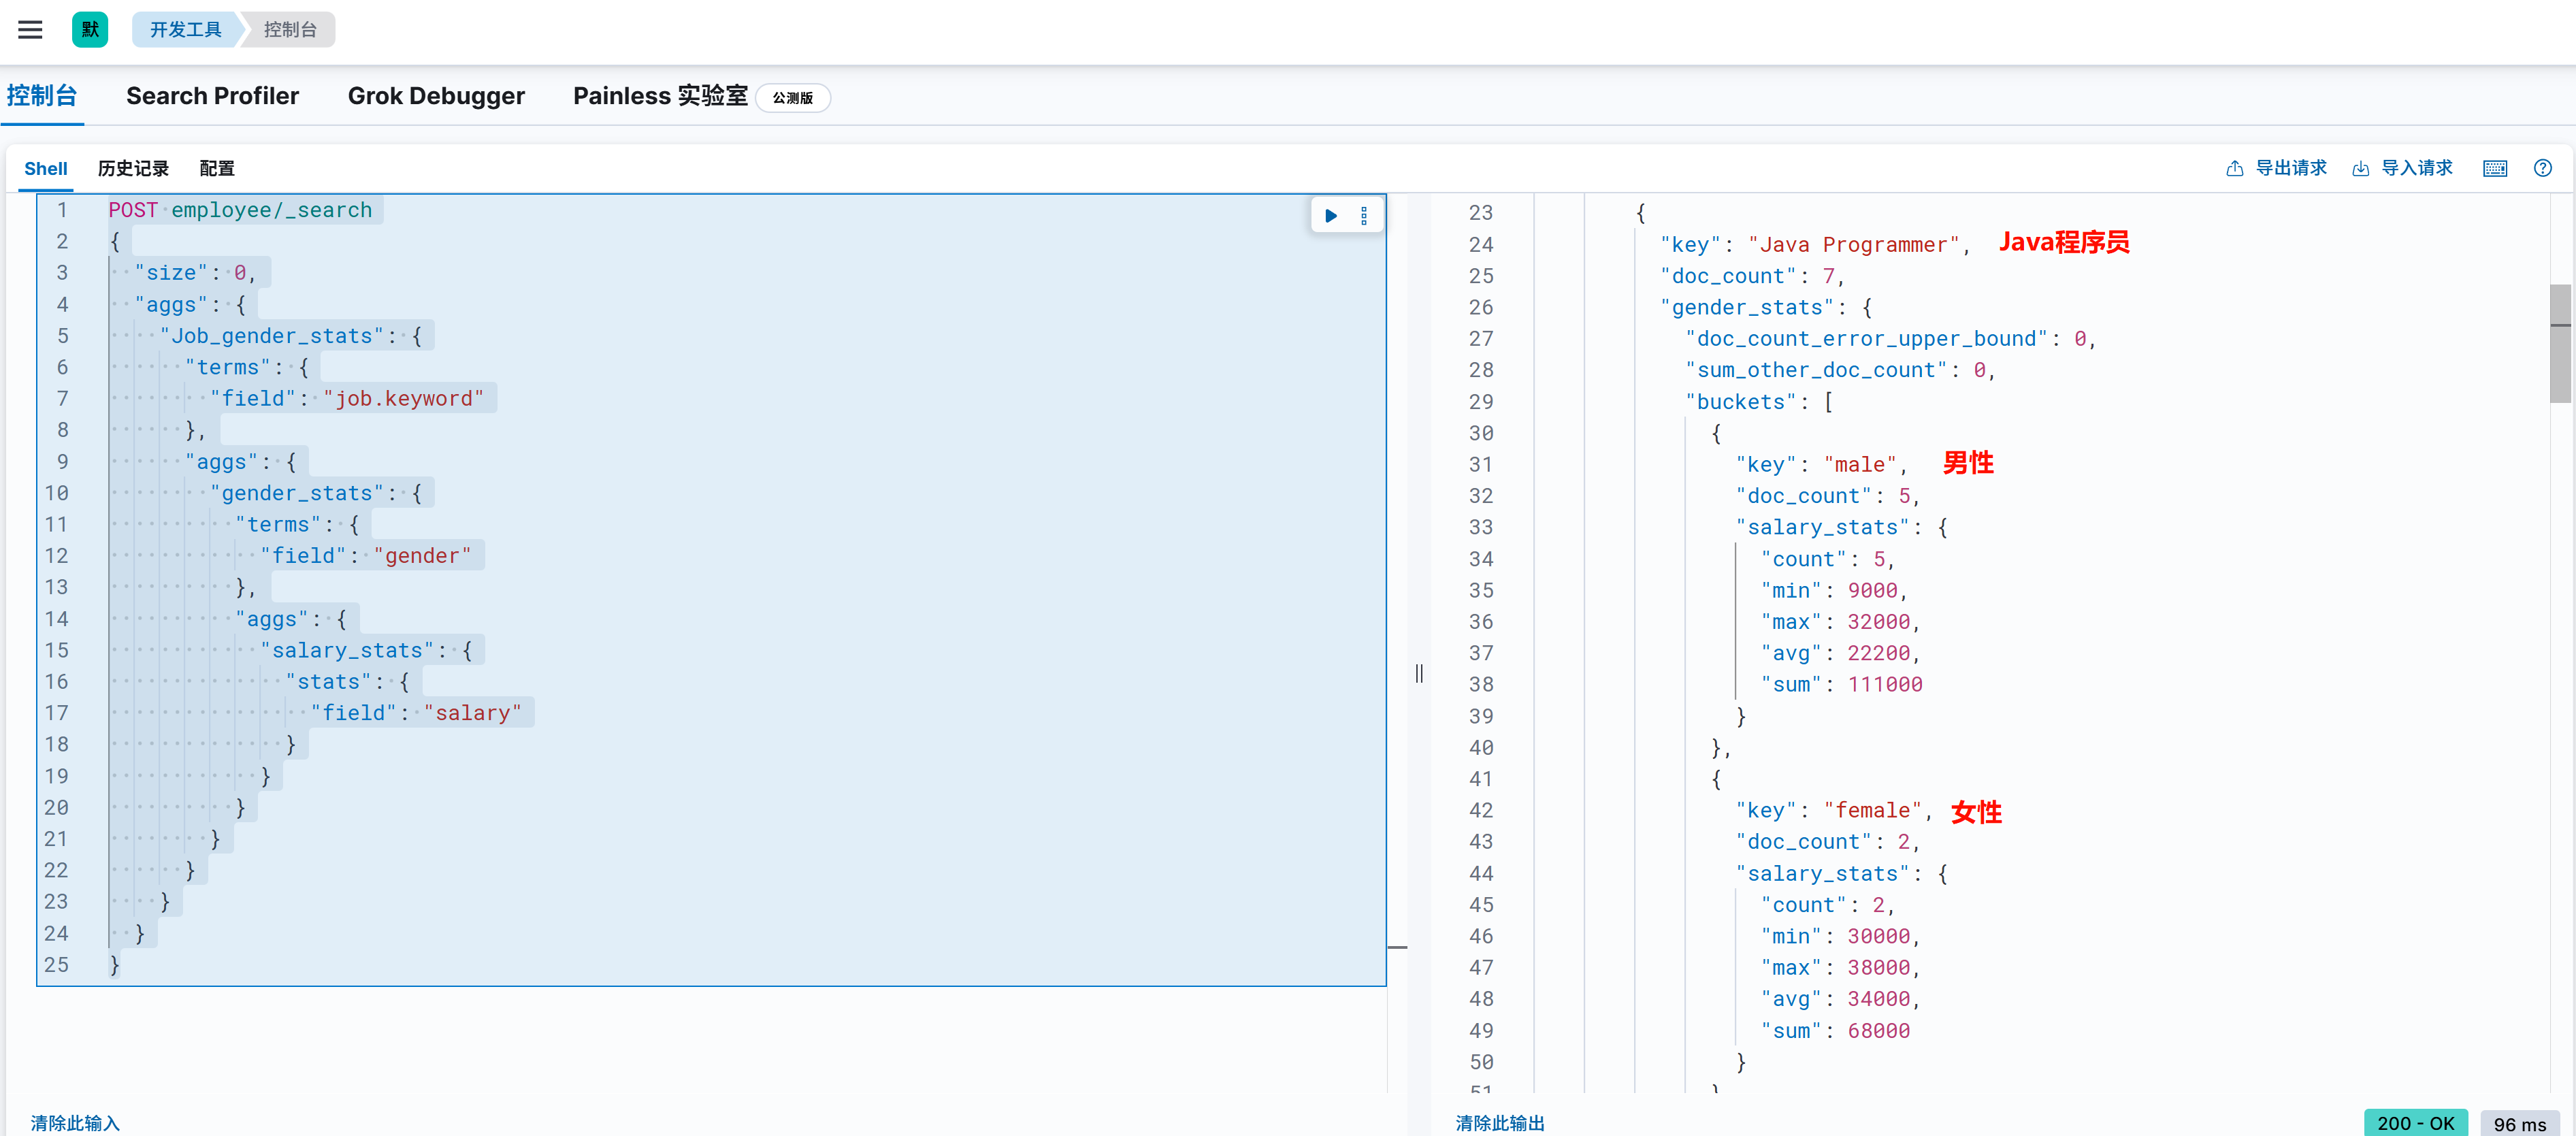 默 开发工具 控制台
控制台 Search Profiler Grok Debugger Painless 实验室 公测版
Shell 历史记录 配置 导出请求 导入请求
1 POST employee/_search
2 {
3 "size": 0,
4 "aggs": {
5 "Job_gender_stats": {
6 "terms": {
7 "field": "job.keyword"
8 },
9 "aggs": {
10 "gender_stats": {
11 "terms": {
12 "field": "gender"
13 },
14 "aggs": {
15 "salary_stats": {
16 "stats": {
17 "field": "salary"
18 }
19 }
20 }
21 }
22 }
23 }
24 }
25 }
清除此输入
23 {
24 "key": "Java Programmer", Java程序员
25 "doc_count": 7,
26 "gender_stats": {
27 "doc_count_error_upper_bound": 0,
28 "sum_other_doc_count": 0,
29 "buckets": [
30 {
31 "key": "male", 男性
32 "doc_count": 5,
33 "salary_stats": {
34 "count": 5,
35 "min": 9000,
36 "max": 32000,
37 "avg": 22200,
38 "sum": 111000
39 }
40 },
41 {
42 "key": "female", 女性
43 "doc_count": 2,
44 "salary_stats": {
45 "count": 2,
46 "min": 30000,
47 "max": 38000,
48 "avg": 34000,
49 "sum": 68000
50 }
51 }
清除此输出 200 - OK 96 ms